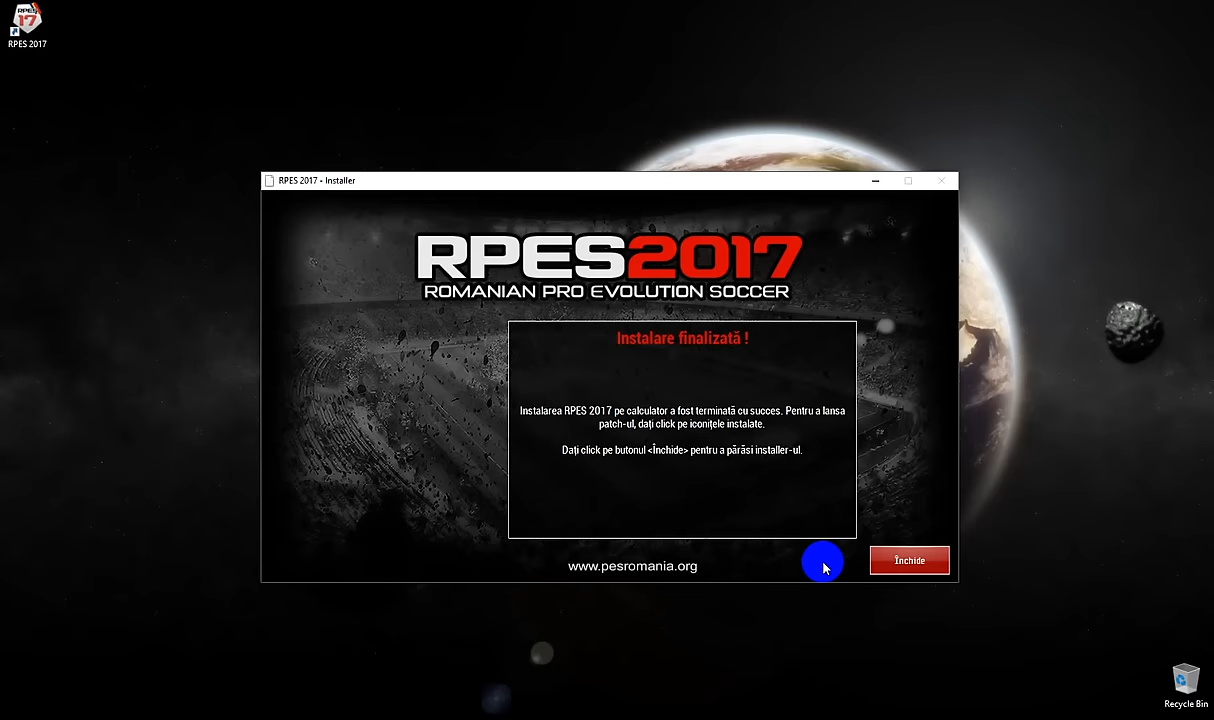 RPES
17
RPES 2017
RPES 2017 - Installer
RPES2017
ROMANIAN PRO EVOLUTION SOCCER
Instalare finalizată !
Instalarea RPES 2017 pe calculator a fost terminată cu succes. Pentru a lansa
patch-ul, dați click pe iconițele instalate.
Dați click pe butonul <Închide> pentru a părăsi installer-ul.
www.pesromania.org
Închide
Recycle Bin